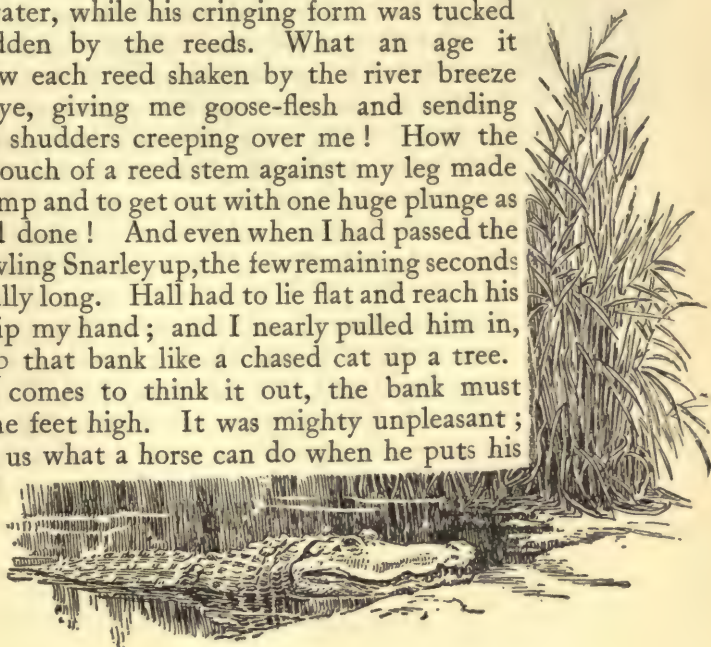 ater, while his cringing form was tucked
dden by the reeds. What an age it
w each reed shaken by the river breeze
ye, giving me goose-flesh and sending
shudders creeping over me ! How the
ouch of a reed stem against my leg made
mp and to get out with one huge plunge as
l done ! And even when I had passed the
wling Snarleyup, the few remaining seconds
lly long. Hall had to lie flat and reach his
ip my hand ; and I nearly pulled him in,
that bank like a chased cat up a tree.
comes to think it out, the bank must
e feet high. It was mighty unpleasant ;
us what a horse can do when he puts his